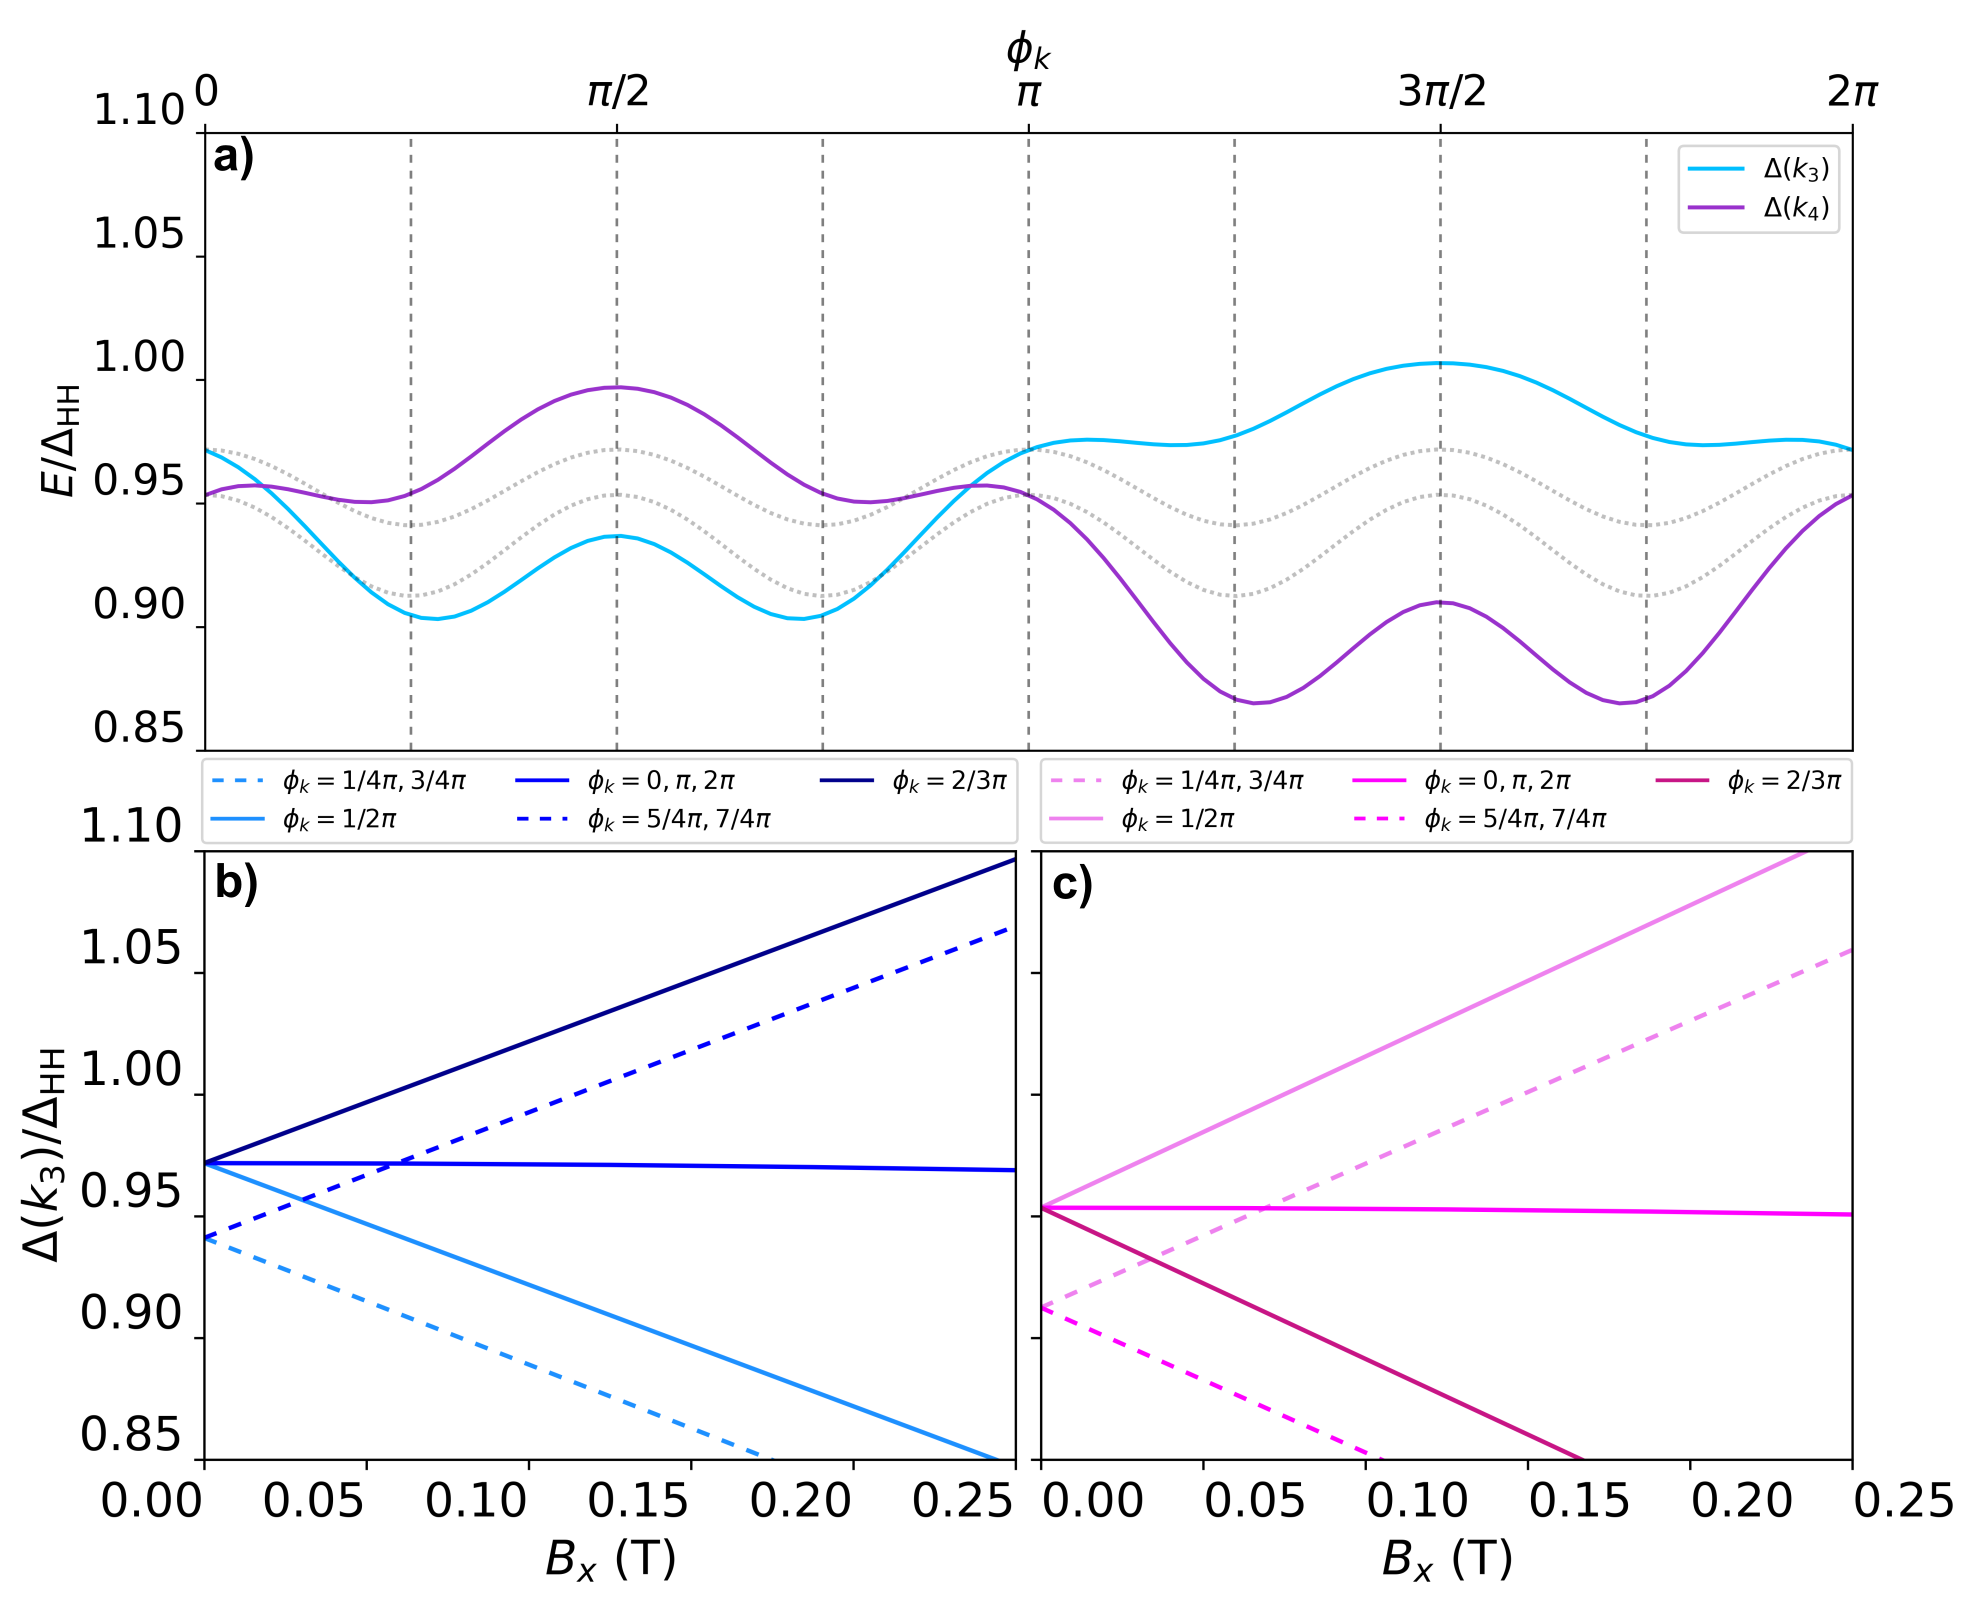 ϕk
0 π/2 π 3π/2 2π
1.10
a)
Δ(k3)
Δ(k4)
1.05
1.00
E/ΔHH
0.95
0.90
0.85
ϕk = 1/4π, 3/4π ϕk = 0, π, 2π ϕk = 2/3π
ϕk = 1/2π ϕk = 5/4π, 7/4π
ϕk = 1/4π, 3/4π ϕk = 0, π, 2π ϕk = 2/3π
ϕk = 1/2π ϕk = 5/4π, 7/4π
1.10
b)
c)
1.05
1.00
Δ(k3)/ΔHH
0.95
0.90
0.85
0.00 0.05 0.10 0.15 0.20 0.25
0.00 0.05 0.10 0.15 0.20 0.25
Bx (T)
Bx (T)